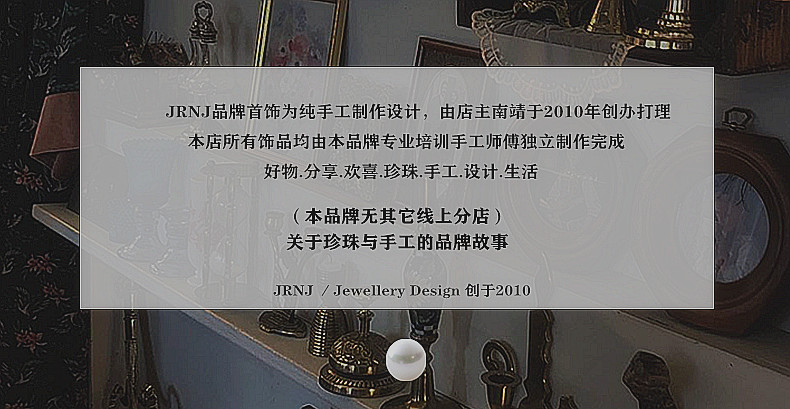 JRNJ品牌首饰为纯手工制作设计，由店主南靖于2010年创办打理
本店所有饰品均由本品牌专业培训手工师傅独立制作完成
好物.分享.欢喜.珍珠.手工.设计.生活
（本品牌无其它线上分店）
关于珍珠与手工的品牌故事
JRNJ / Jewellery Design 创于2010